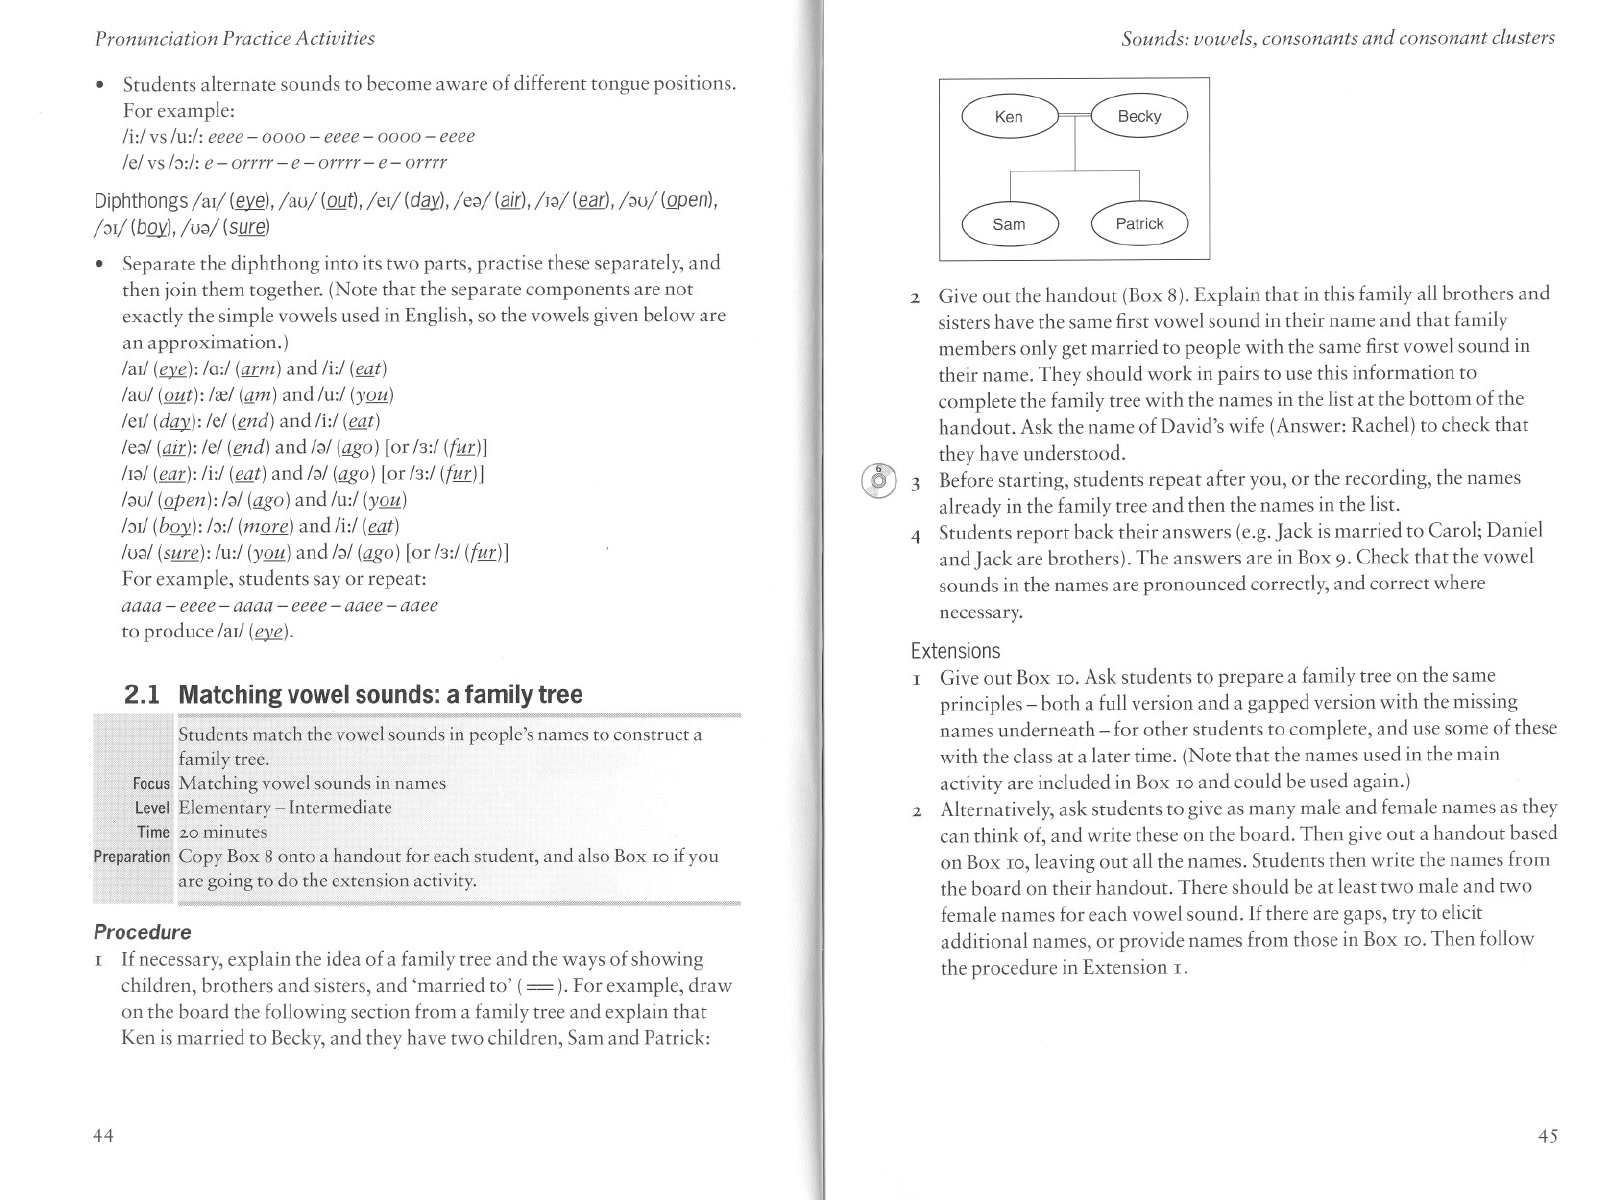 Pronunciation Practice Activities
• Students alternate sounds to become aware of different tongue positions.
For example:
/iː/ vs /uː/: eeee – oooo – eeee – oooo – eeee
/e/ vs /ɔː/: e – orrrr – e – orrrr – e – orrrr
Diphthongs /aɪ/ (eye), /aʊ/ (out), /eɪ/ (day), /eə/ (air), /ɪə/ (ear), /əʊ/ (open),
/ɔɪ/ (boy), /ʊə/ (sure)
• Separate the diphthong into its two parts, practise these separately, and
then join them together. (Note that the separate components are not
exactly the simple vowels used in English, so the vowels given below are
an approximation.)
/aɪ/ (eye): /ɑː/ (arm) and /iː/ (eat)
/aʊ/ (out): /æ/ (am) and /uː/ (you)
/eɪ/ (day): /e/ (end) and /iː/ (eat)
/eə/ (air): /e/ (end) and /ə/ (ago) [or /ɜː/ (fur)]
/ɪə/ (ear): /iː/ (eat) and /ə/ (ago) [or /ɜː/ (fur)]
/əʊ/ (open): /ə/ (ago) and /uː/ (you)
/ɔɪ/ (boy): /ɔː/ (more) and /iː/ (eat)
/ʊə/ (sure): /uː/ (you) and /ə/ (ago) [or /ɜː/ (fur)]
For example, students say or repeat:
aaaa – eeee – aaaa – eeee – aaee – aaee
to produce /aɪ/ (eye).
2.1 Matching vowel sounds: a family tree
Students match the vowel sounds in people's names to construct a
family tree.
Focus Matching vowel sounds in names
Level Elementary – Intermediate
Time 20 minutes
Preparation Copy Box 8 onto a handout for each student, and also Box 10 if you
are going to do the extension activity.
Procedure
1 If necessary, explain the idea of a family tree and the ways of showing
children, brothers and sisters, and 'married to' ( == ). For example, draw
on the board the following section from a family tree and explain that
Ken is married to Becky, and they have two children, Sam and Patrick:
44
Sounds: vowels, consonants and consonant clusters
Ken Becky
Sam Patrick
2 Give out the handout (Box 8). Explain that in this family all brothers and
sisters have the same first vowel sound in their name and that family
members only get married to people with the same first vowel sound in
their name. They should work in pairs to use this information to
complete the family tree with the names in the list at the bottom of the
handout. Ask the name of David's wife (Answer: Rachel) to check that
they have understood.
6
3 Before starting, students repeat after you, or the recording, the names
already in the family tree and then the names in the list.
4 Students report back their answers (e.g. Jack is married to Carol; Daniel
and Jack are brothers). The answers are in Box 9. Check that the vowel
sounds in the names are pronounced correctly, and correct where
necessary.
Extensions
1 Give out Box 10. Ask students to prepare a family tree on the same
principles – both a full version and a gapped version with the missing
names underneath – for other students to complete, and use some of these
with the class at a later time. (Note that the names used in the main
activity are included in Box 10 and could be used again.)
2 Alternatively, ask students to give as many male and female names as they
can think of, and write these on the board. Then give out a handout based
on Box 10, leaving out all the names. Students then write the names from
the board on their handout. There should be at least two male and two
female names for each vowel sound. If there are gaps, try to elicit
additional names, or provide names from those in Box 10. Then follow
the procedure in Extension 1.
45